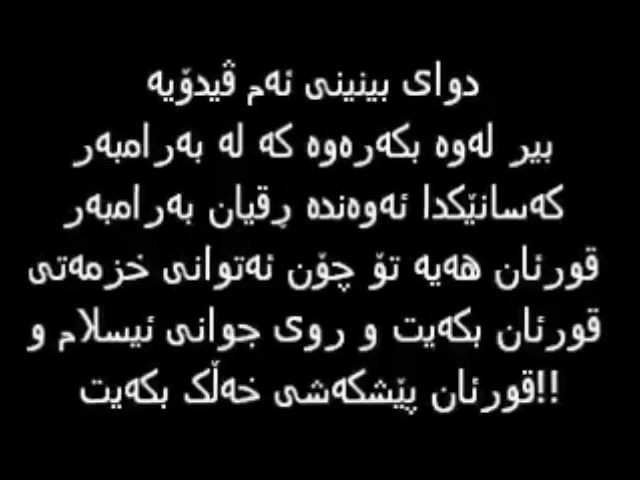 دوای بینینی ئەم ڤیدۆیە
بیر لەوە بکەرەوە کە لە بەرامبەر
کەسانێکدا ئەوەندە ڕقیان بەرامبەر
قورئان هەیە تۆ چۆن ئەتوانی خزمەتی
قورئان بکەیت و روی جوانی ئیسلام و
قورئان پێشکەشی خەڵک بکەیت!!